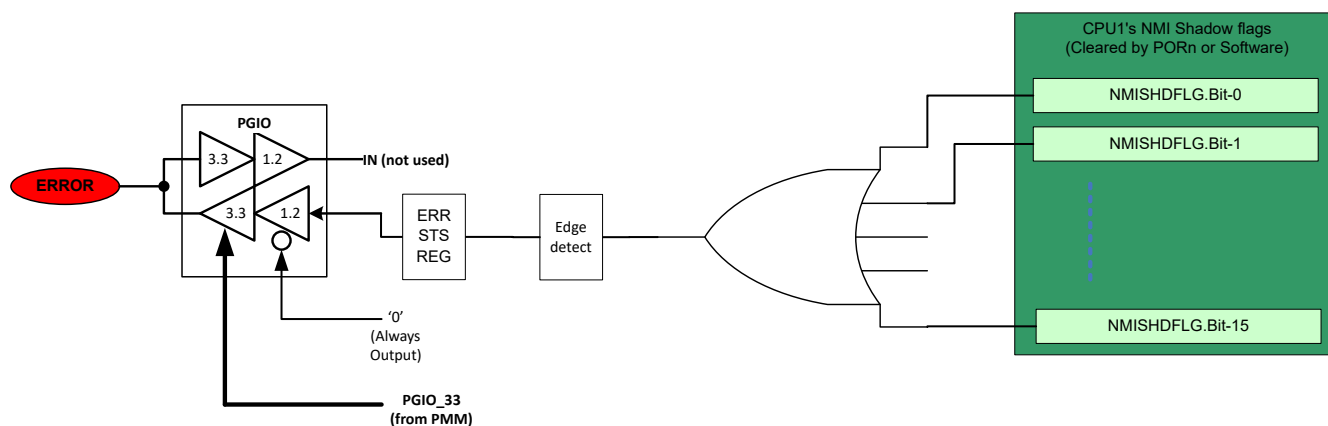 CPU1's NMI Shadow flags
(Cleared by PORn or Software)
NMISHDFLG.Bit-0
NMISHDFLG.Bit-1
NMISHDFLG.Bit-15
PGIO
3.3
1.2
IN (not used)
ERROR
3.3
1.2
ERR
STS
REG
Edge
detect
'0'
(Always
Output)
PGIO_33
(from PMM)